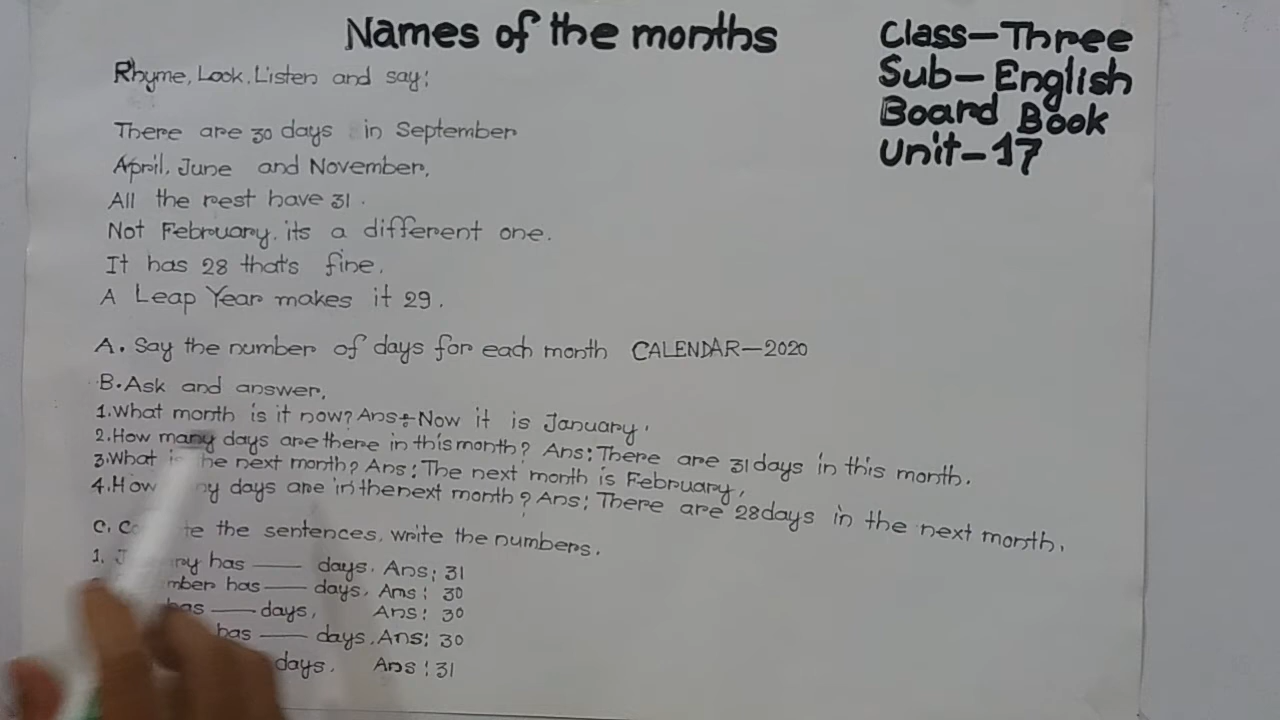 Names of the months
Class-Three
Sub-English
Board Book
Unit-17
Rhyme, Look, Listen and say:
There are 30 days in September
April, June and November,
All the rest have 31.
Not February, its a different one.
It has 28 that's fine,
A Leap Year makes it 29.
A. Say the number of days for each month CALENDAR-2020
B. Ask and answer,
1. What month is it now? Ans: Now it is January.
2. How many days are there in this month? Ans: There are 31 days in this month.
3. What is the next month? Ans: The next month is February,
4. How days are in the next month? Ans: There are 28 days in the next month.
C. the sentences, write the numbers.
1. has — days. Ans: 31
has — days. Ans: 30
has — days, Ans: 30
has — days. Ans: 30
days. Ans: 31